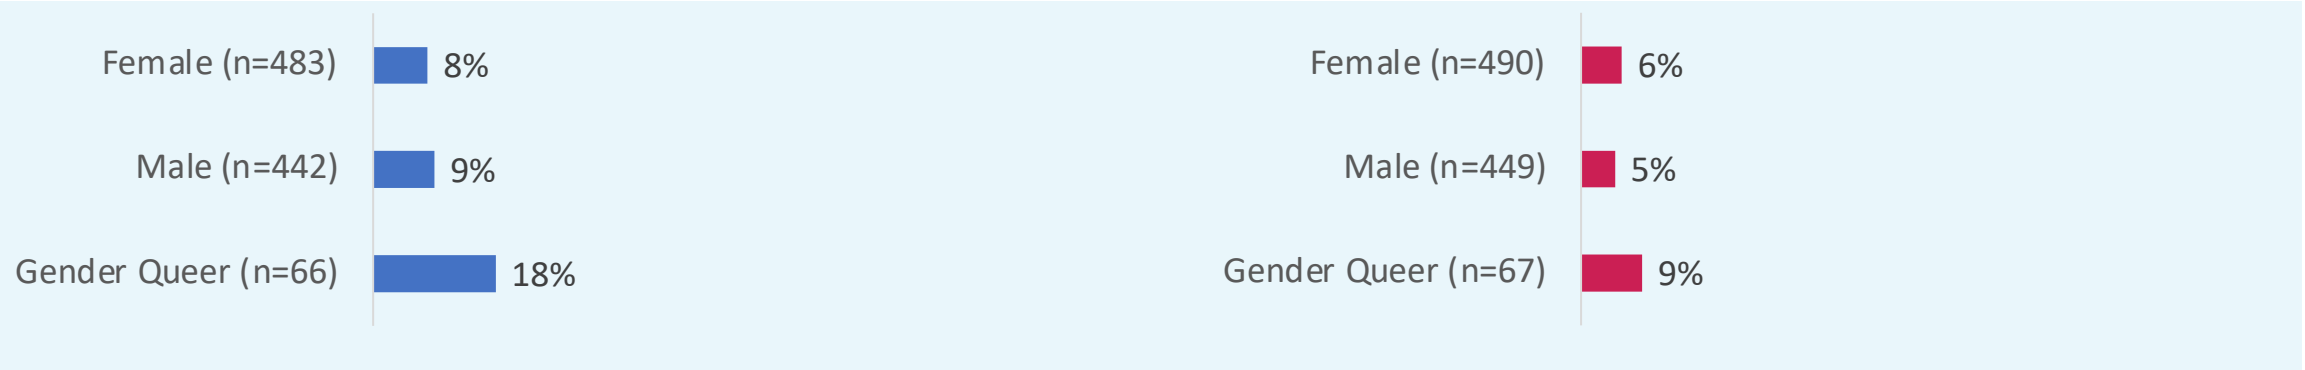 Female (n=483) 8%
Male (n=442) 9%
Gender Queer (n=66) 18%
Female (n=490) 6%
Male (n=449) 5%
Gender Queer (n=67) 9%